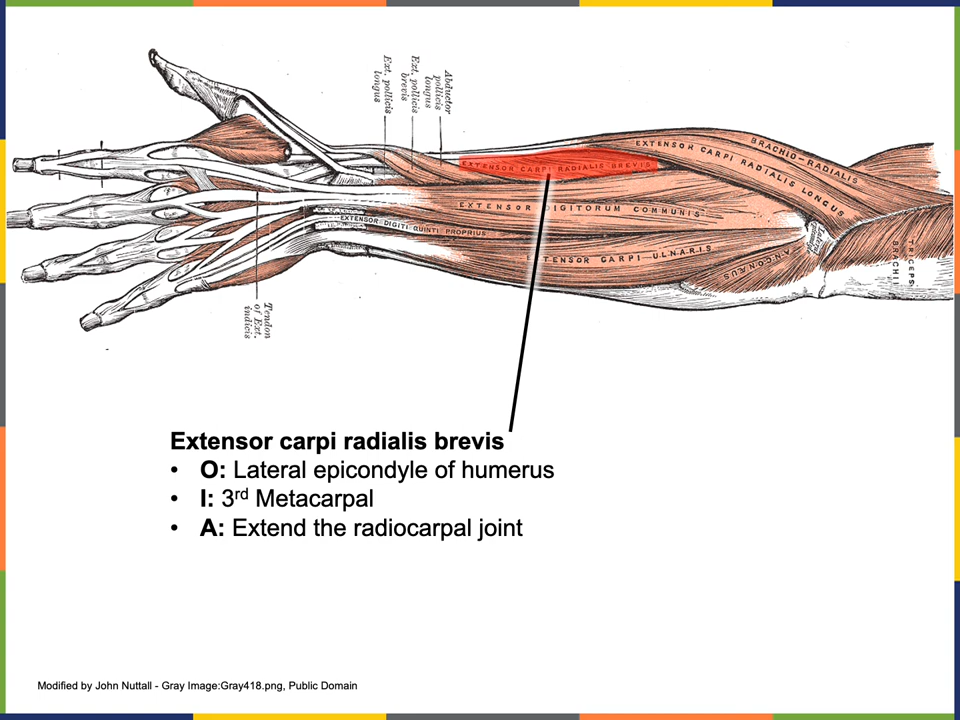 Ext. pollicis
longus
Ext. pollicis
brevis
Abductor
pollicis
longus
BRACHIO-RADIALIS
EXTENSOR CARPI RADIALIS LONGUS
EXTENSOR CARPI RADIALIS BREVIS
EXTENSOR DIGITORUM COMMUNIS
EXTENSOR DIGITI QUINTI PROPRIUS
EXTENSOR CARPI ULNARIS
ANCONEUS
TRICEPS
BRACHII
Tendon
of Ext.
indicis
Extensor carpi radialis brevis
• O: Lateral epicondyle of humerus
• I: 3rd Metacarpal
• A: Extend the radiocarpal joint
Modified by John Nuttall - Gray Image:Gray418.png, Public Domain